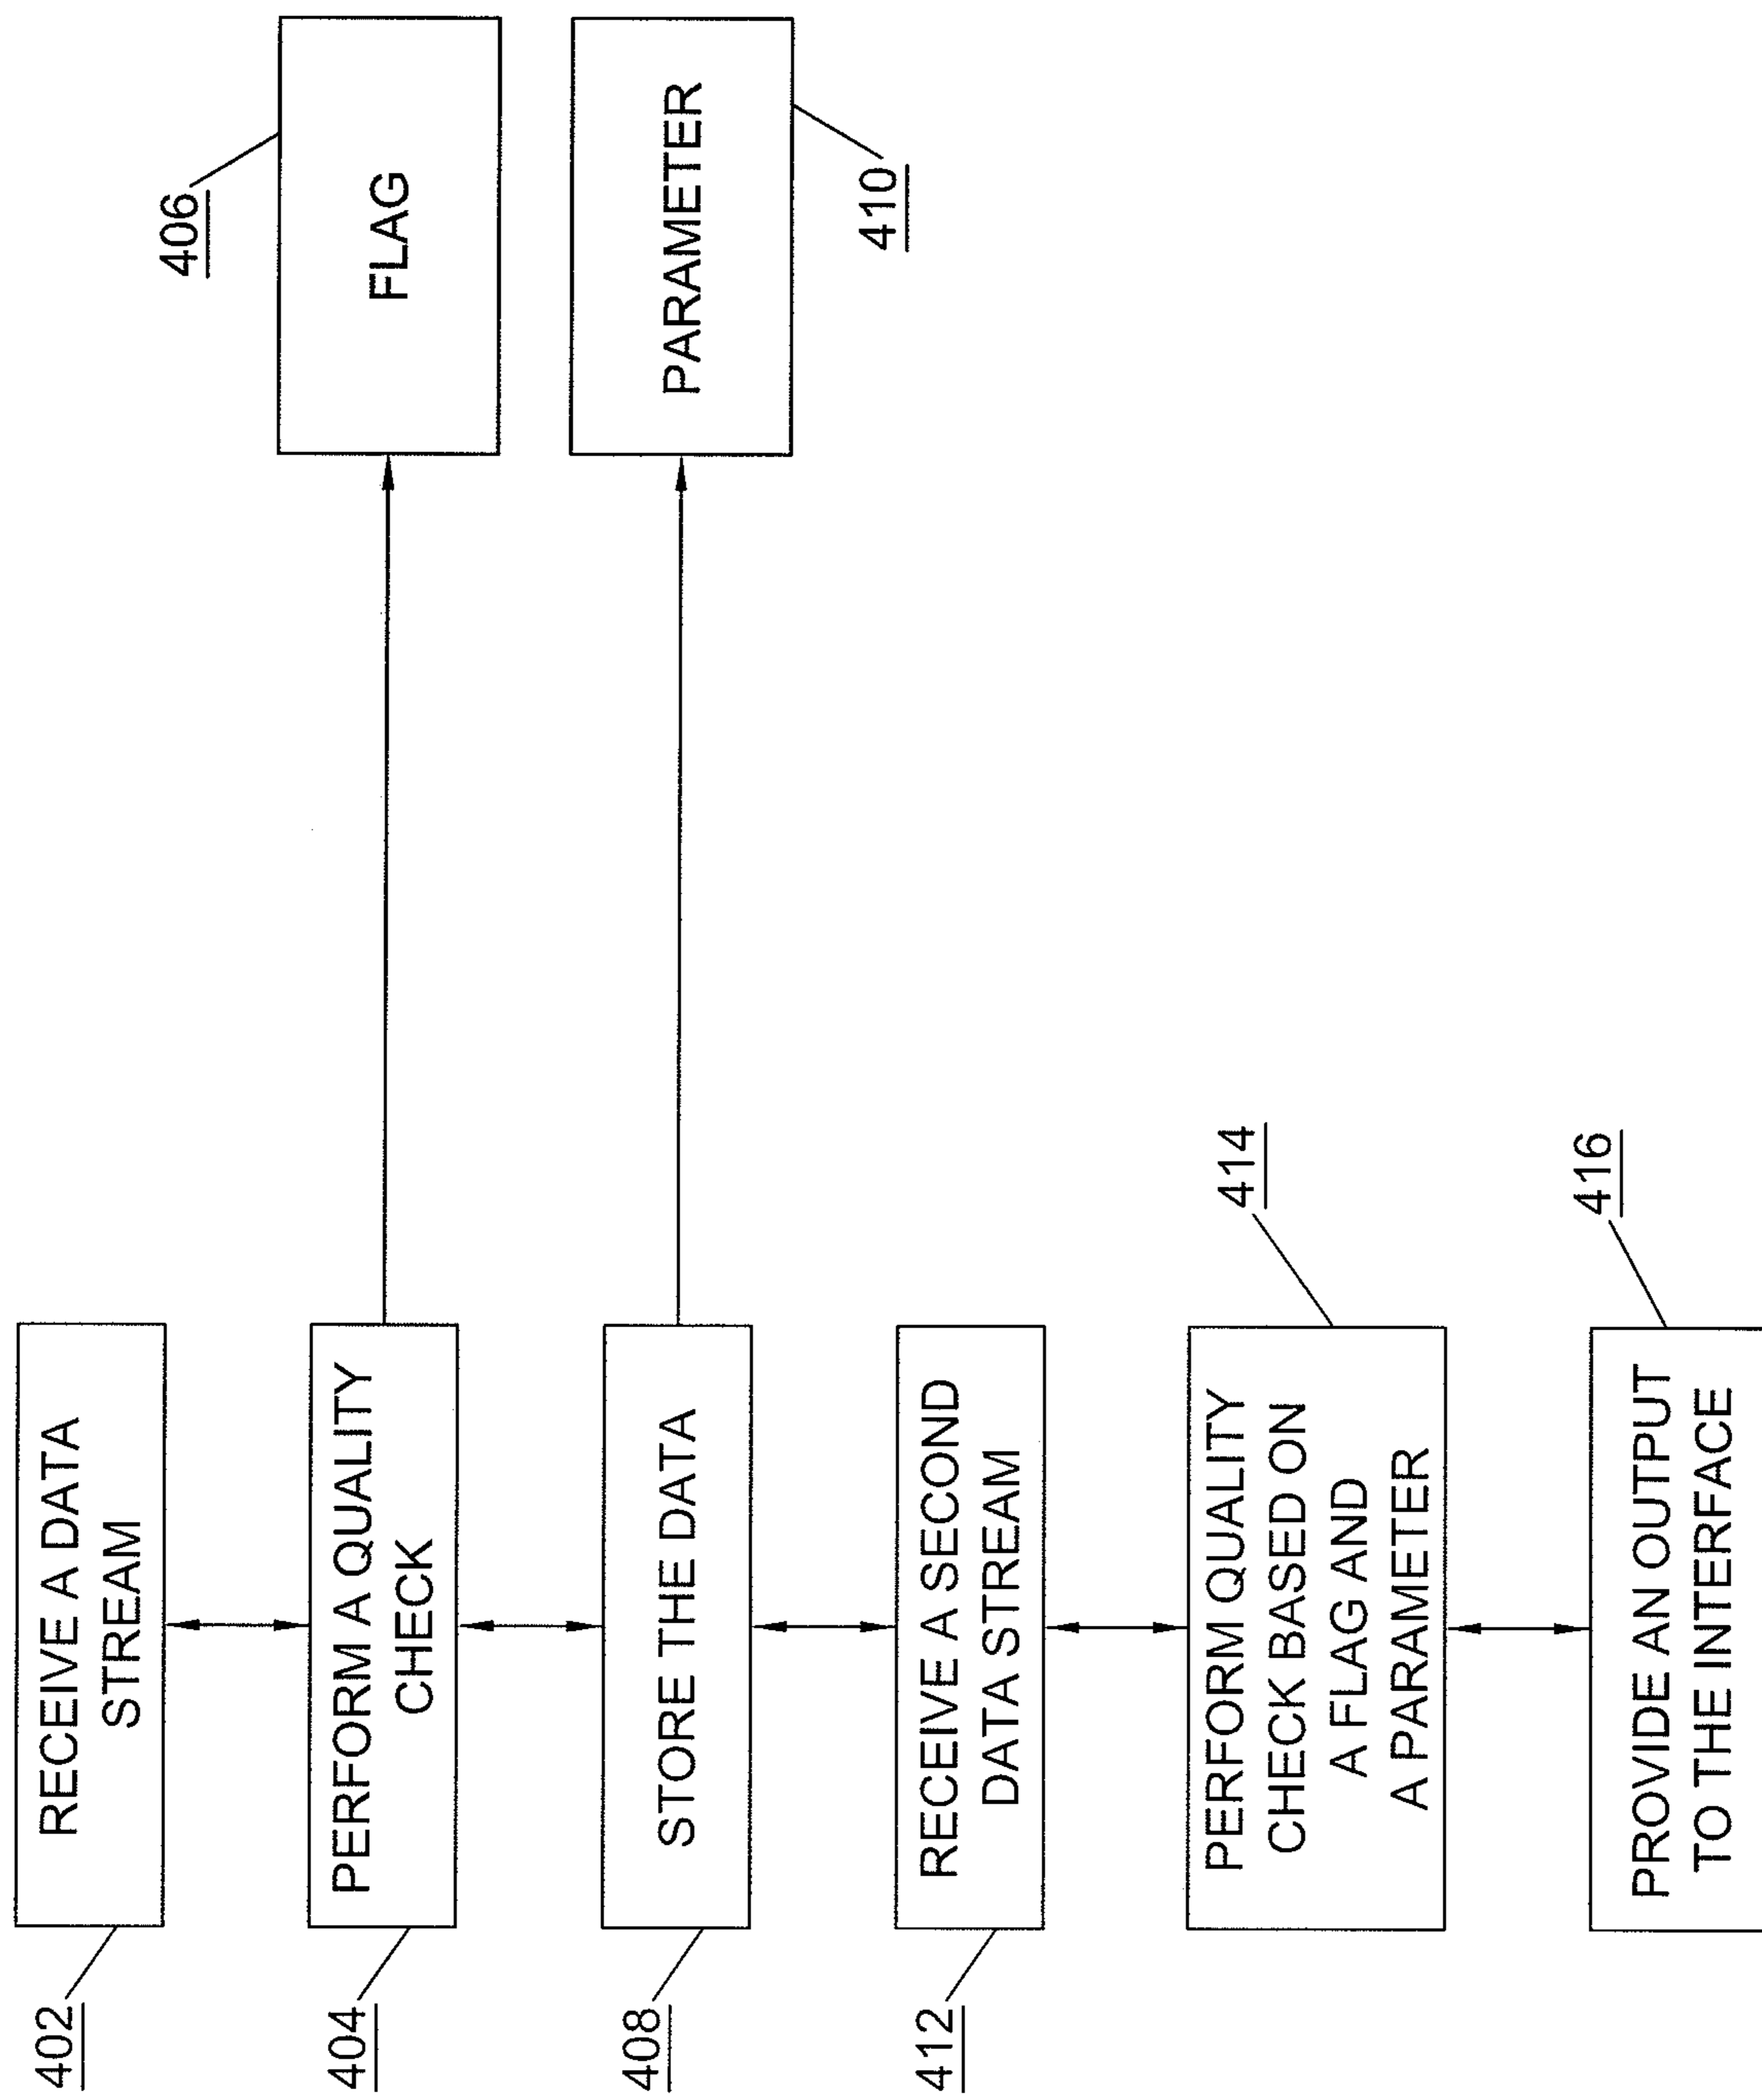 402
RECEIVE A DATA
STREAM
404
PERFORM A QUALITY
CHECK
406
FLAG
408
STORE THE DATA
PARAMETER
410
412
RECEIVE A SECOND
DATA STREAM
PERFORM QUALITY
CHECK BASED ON
A FLAG AND
A PARAMETER
414
PROVIDE AN OUTPUT
TO THE INTERFACE
416